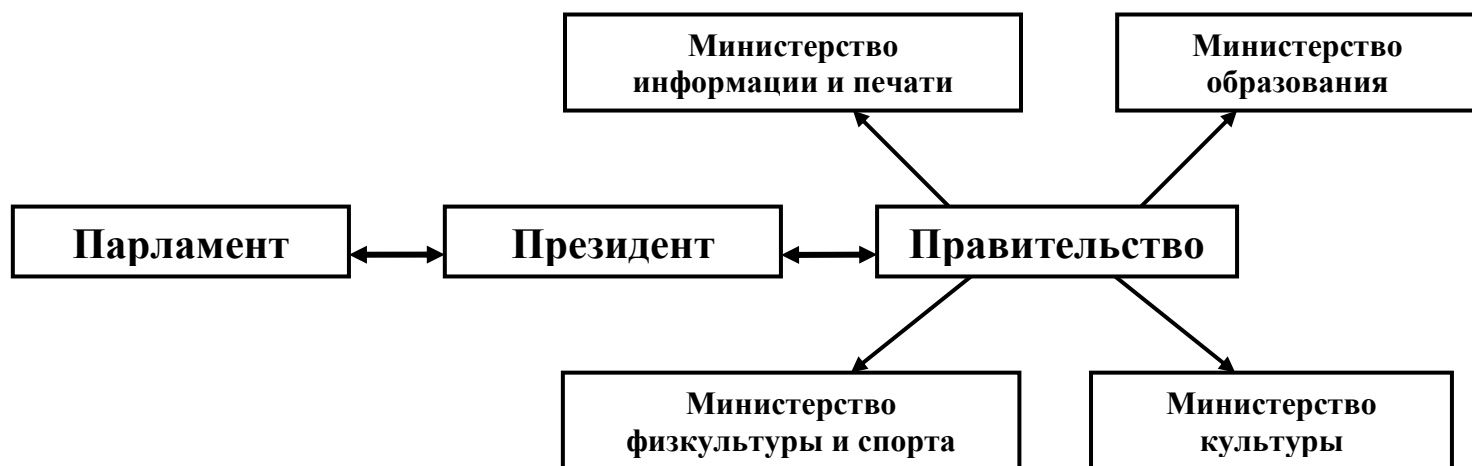 Министерство
информации и печати
Министерство
образования
Парламент
Президент
Правительство
Министерство
физкультуры и спорта
Министерство
культуры